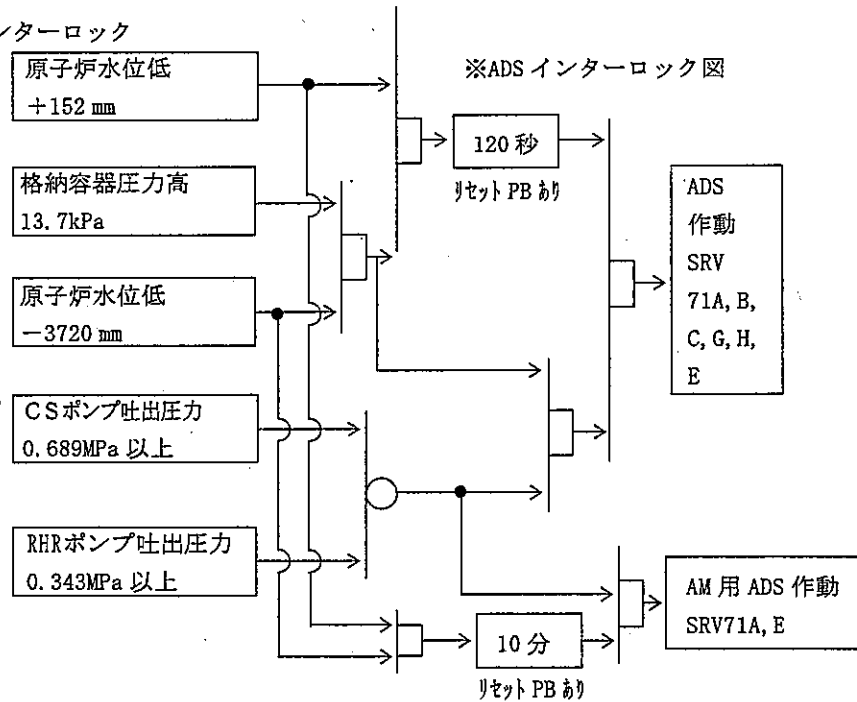 ンターロック
※ADSインターロック図
原子炉水位低
+152 mm
格納容器圧力高
13.7kPa
原子炉水位低
-3720 mm
CSポンプ吐出圧力
0.689MPa 以上
RHRポンプ吐出圧力
0.343MPa 以上
120 秒
リセット PB あり
ADS
作動
SRV
71A, B,
C, G, H,
E
10 分
リセット PB あり
AM 用 ADS 作動
SRV71A, E